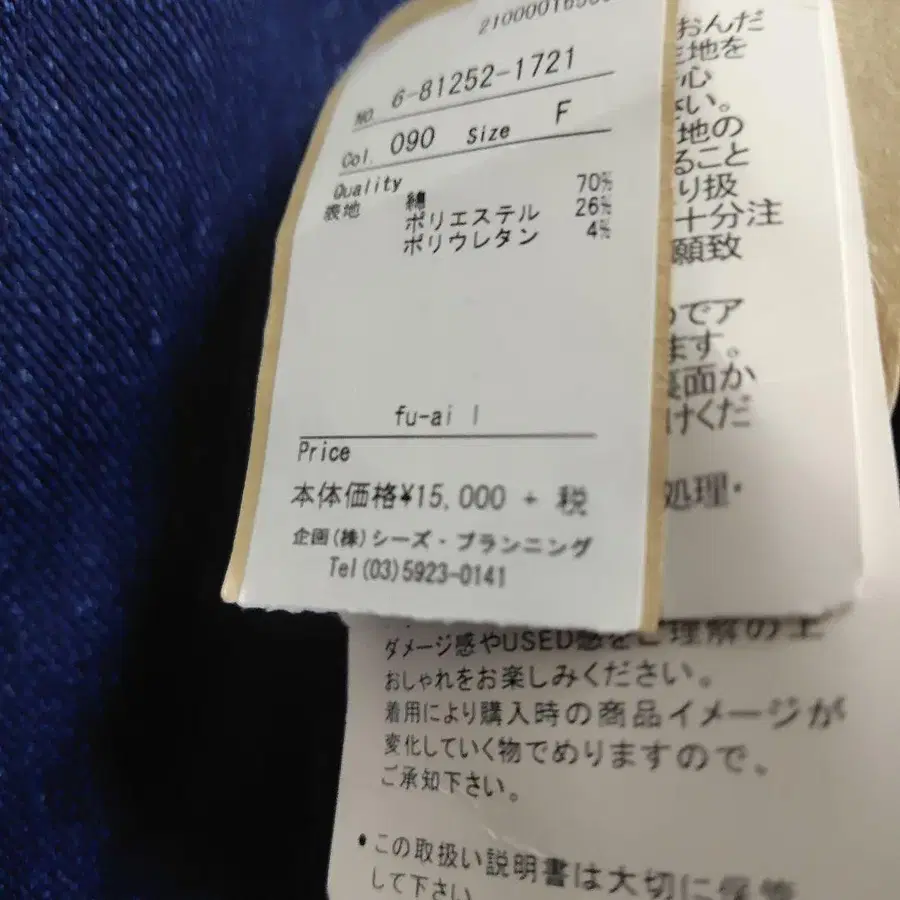 210000165
NO. 6-81252-1721
Col. 090 Size F
Quality
表地 綿 70%
ポリエステル 26%
ポリウレタン 4%
fu-ai l
Price
本体価格¥15,000 + 税
企画(株)シーズ・プランニング
Tel(03)5923-0141
おんだ
生地を
心
さい。
地の
ること
り扱
十分注
願致
のでア
ます。
裏面か
けくだ
処理・
ダメージ感やUSED感をご理解の上
おしゃれをお楽しみください。
着用により購入時の商品イメージが
変化していく物でめりますので、
ご承知下さい。
•この取扱い説明書は大切に保管
して下さい